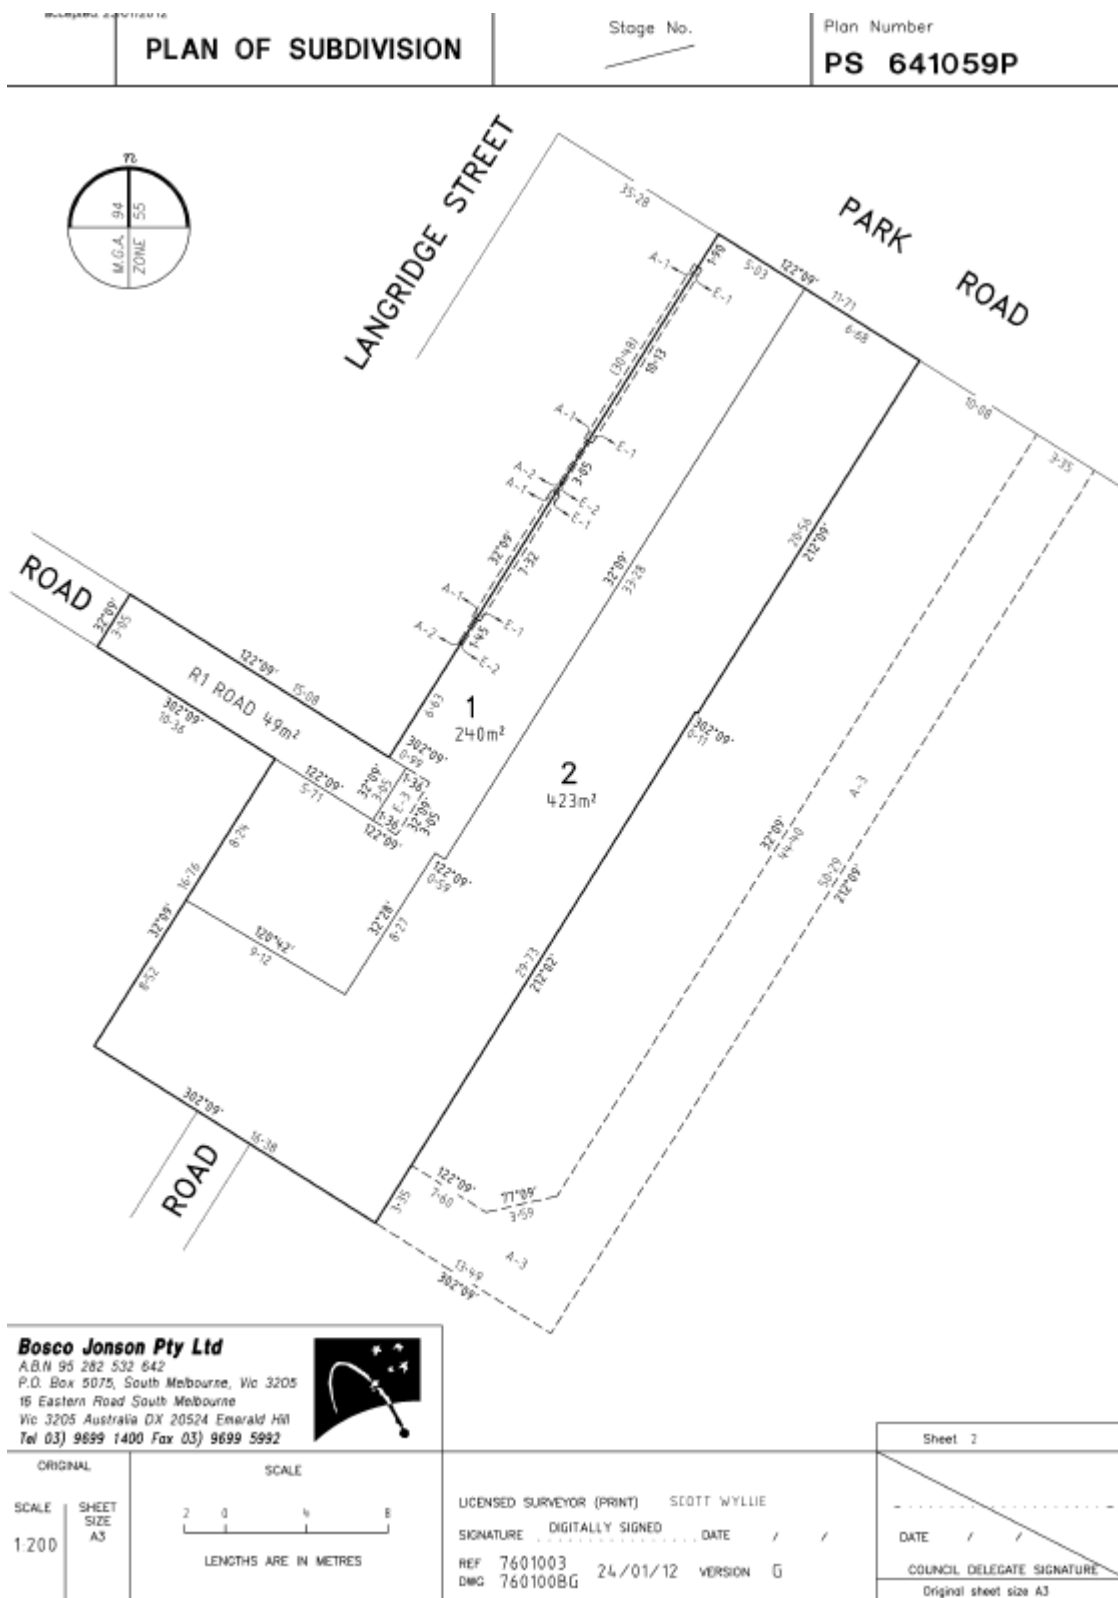 PLAN OF SUBDIVISION
Stage No.
Plan Number
PS 641059P
n
M.G.A. 94
ZONE 55
LANGRIDGE STREET
PARK ROAD
35·28
1·99
5·03
122°09'
11·71
6·68
A-1
E-1
(30·48)
10·13
10·08
3·35
A-1
E-1
3·05
A-2
A-1
E-2
E-1
32°09'
7·32
20·56
212°09'
32°09'
33·28
ROAD
32°09'
3·05
A-1
E-1
A-2
1·45
E-2
122°09'
15·08
R1 ROAD 49m²
302°09'
18·36
6·63
1
240m²
302°09'
0·99
302°09'
0·11
2
423m²
122°09'
5·71
32°09'
3·05
E-3
1·36
1·36
122°09'
A-3
32°09'
44·40
50·29
212°09'
8·24
16·76
32°09'
122°09'
0·59
32°28'
8·27
120°42'
9·12
8·52
29·73
212°02'
302°09'
16·38
ROAD
3·35
122°09'
7·60
77°09'
3·59
A-3
13·49
302°09'
Bosco Jonson Pty Ltd
A.B.N 95 282 532 642
P.O. Box 5075, South Melbourne, Vic 3205
16 Eastern Road South Melbourne
Vic 3205 Australia DX 20524 Emerald Hill
Tel 03) 9699 1400 Fax 03) 9699 5992
ORIGINAL
SCALE
SHEET SIZE
1:200
A3
SCALE
2 0 4 8
LENGTHS ARE IN METRES
LICENSED SURVEYOR (PRINT) SCOTT WYLLIE
SIGNATURE DIGITALLY SIGNED DATE / /
REF 7601003
DWG 760100BG
24/01/12 VERSION G
Sheet 2
DATE / /
COUNCIL DELEGATE SIGNATURE
Original sheet size A3